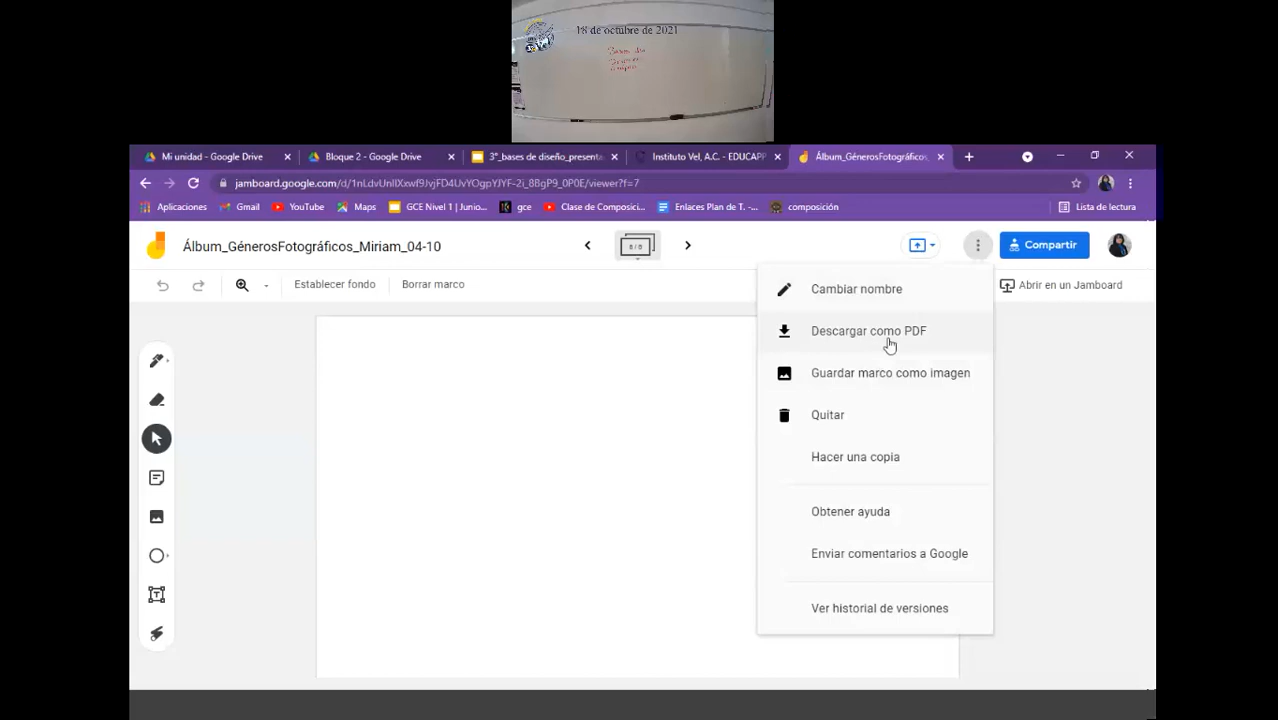 18 de octubre de 2021
Mi unidad - Google Drive
Bloque 2 - Google Drive
3°_bases de diseño_presenta
Instituto Vel, A.C. - EDUCAPP
Álbum_GénerosFotográficos_
jamboard.google.com/d/1nLdvUnIlXxwf9JvjFD4UvYOgpYJYF-2i_8BgP9_0P0E/viewer?f=7
Aplicaciones
Gmail
YouTube
Maps
GCE Nivel 1 | Junio...
gce
Clase de Composici...
Enlaces Plan de T. -...
composición
Lista de lectura
Álbum_GénerosFotográficos_Miriam_04-10
8 / 8
Compartir
Establecer fondo
Borrar marco
Abrir en un Jamboard
Cambiar nombre
Descargar como PDF
Guardar marco como imagen
Quitar
Hacer una copia
Obtener ayuda
Enviar comentarios a Google
Ver historial de versiones